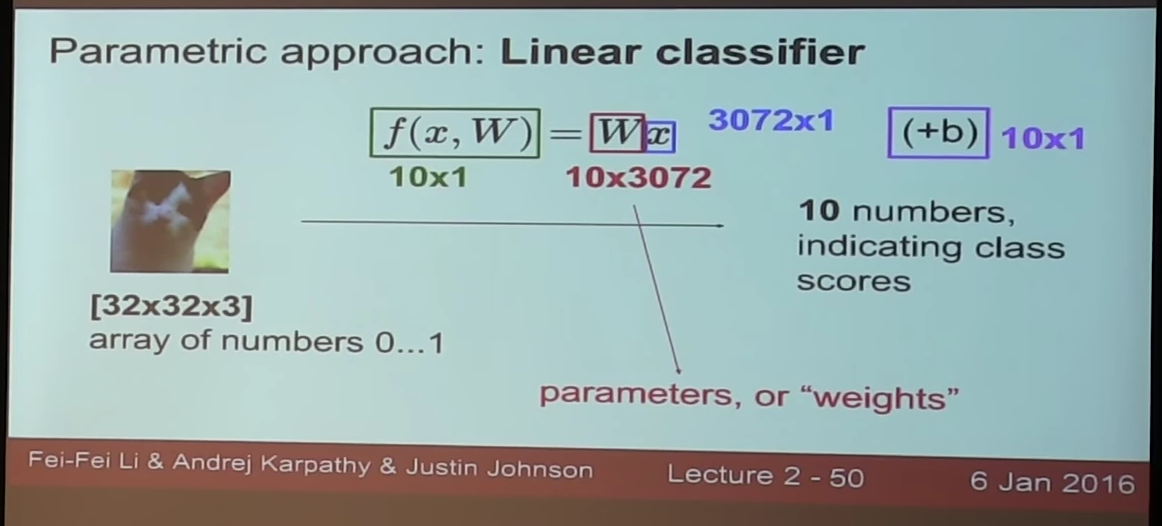 Parametric approach: Linear classifier
f(x, W) = Wx 3072x1 (+b) 10x1
10x1 10x3072
10 numbers,
indicating class
scores
[32x32x3]
array of numbers 0...1
parameters, or “weights”
Fei-Fei Li & Andrej Karpathy & Justin Johnson Lecture 2 - 50 6 Jan 2016